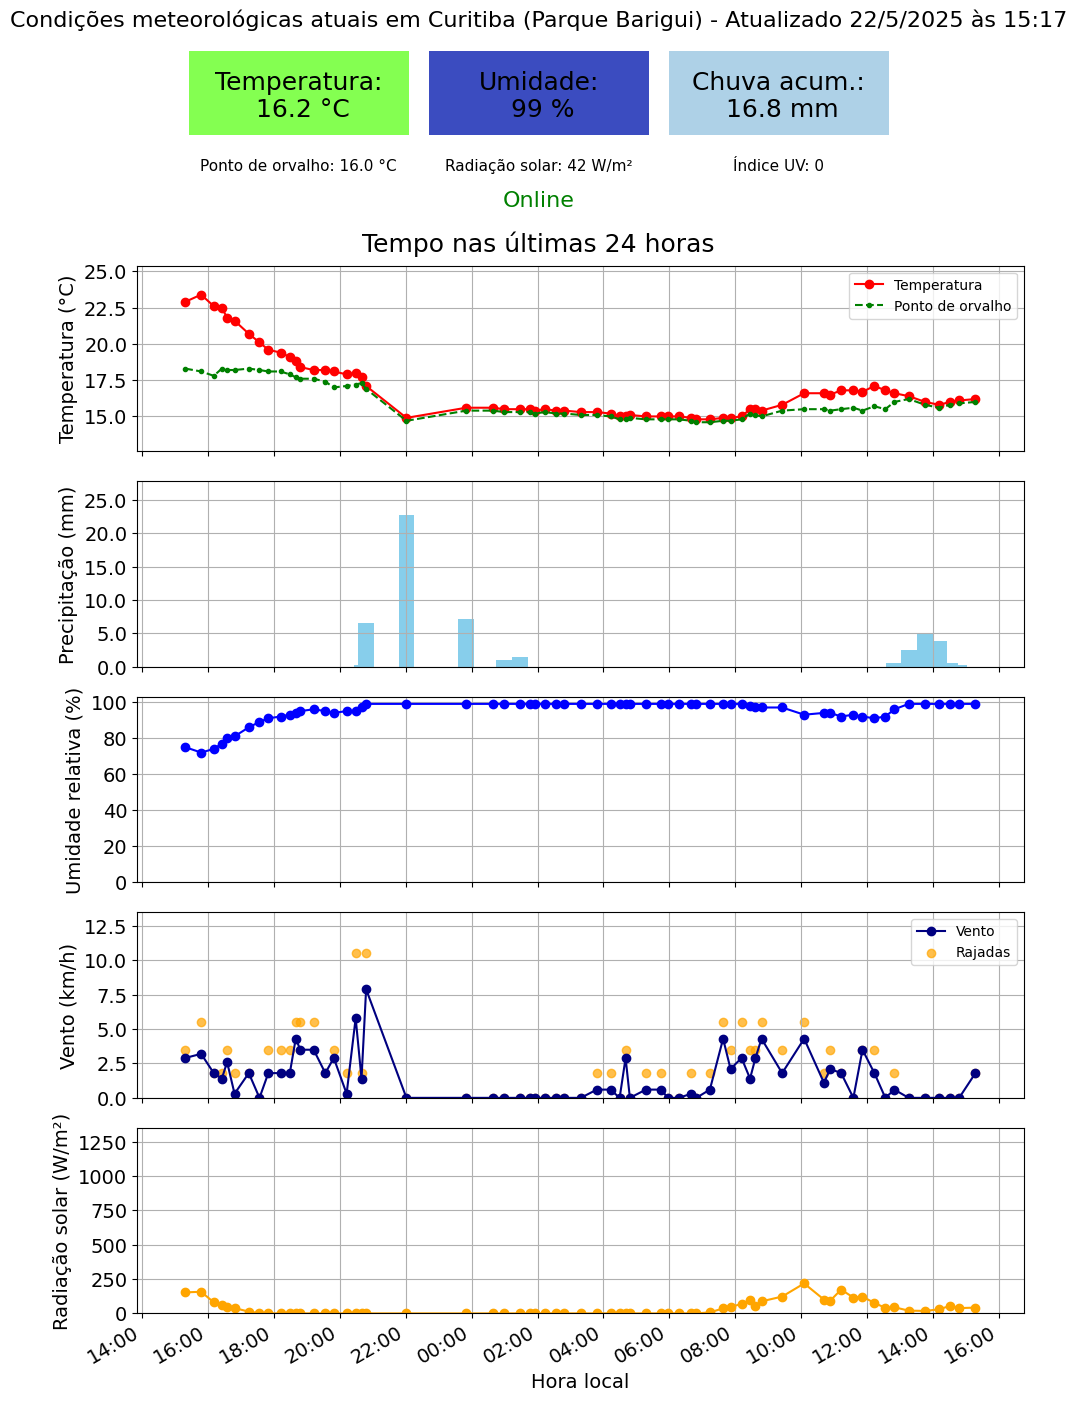 Condições meteorológicas atuais em Curitiba (Parque Barigui) - Atualizado 22/5/2025 às 15:17
Temperatura:
16.2 °C
Umidade:
99 %
Chuva acum.:
16.8 mm
Ponto de orvalho: 16.0 °C
Radiação solar: 42 W/m²
Índice UV: 0
Online
Tempo nas últimas 24 horas
Temperatura (°C)
25.0
22.5
20.0
17.5
15.0
Temperatura
Ponto de orvalho
Precipitação (mm)
25.0
20.0
15.0
10.0
5.0
0.0
Umidade relativa (%)
100
80
60
40
20
0
Vento (km/h)
12.5
10.0
7.5
5.0
2.5
0.0
Vento
Rajadas
Radiação solar (W/m²)
1250
1000
750
500
250
0
14:00
16:00
18:00
20:00
22:00
00:00
02:00
04:00
06:00
08:00
10:00
12:00
14:00
16:00
Hora local